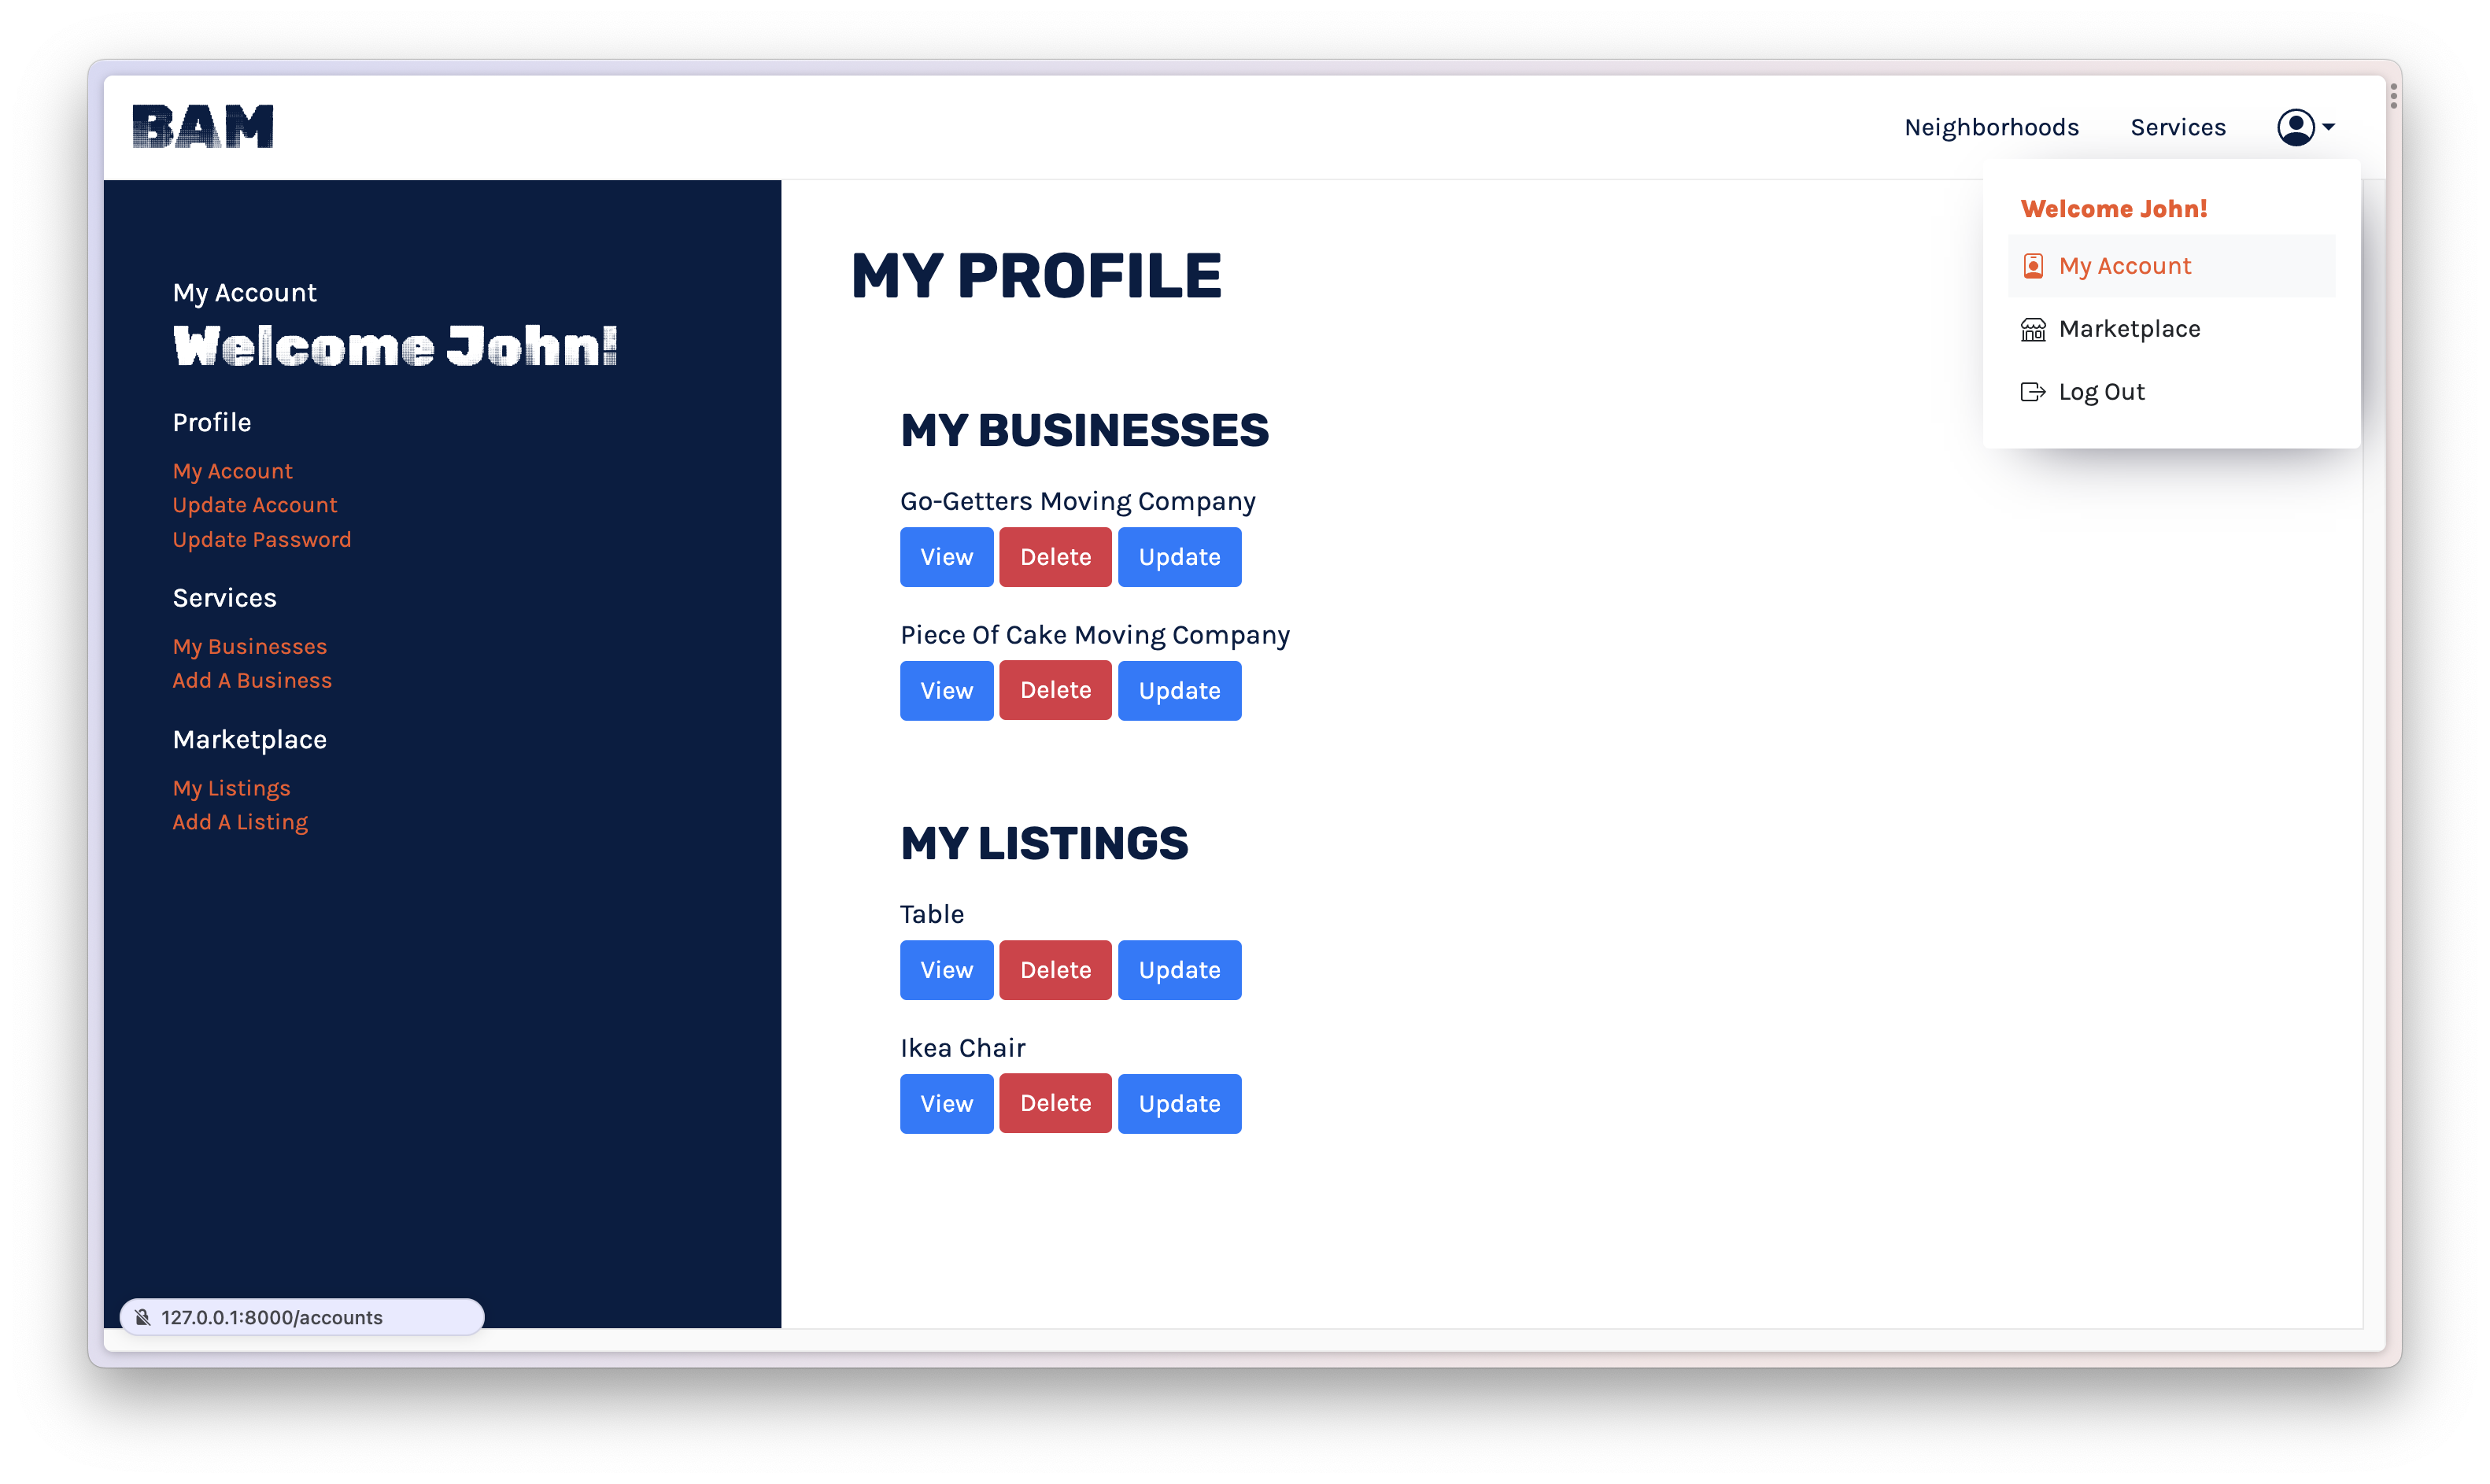 BAM
Neighborhoods Services
Welcome John!
My Account
Marketplace
Log Out
My Account
Welcome John!
Profile
My Account
Update Account
Update Password
Services
My Businesses
Add A Business
Marketplace
My Listings
Add A Listing
MY PROFILE
MY BUSINESSES
Go-Getters Moving Company
View Delete Update
Piece Of Cake Moving Company
View Delete Update
MY LISTINGS
Table
View Delete Update
Ikea Chair
View Delete Update
127.0.0.1:8000/accounts